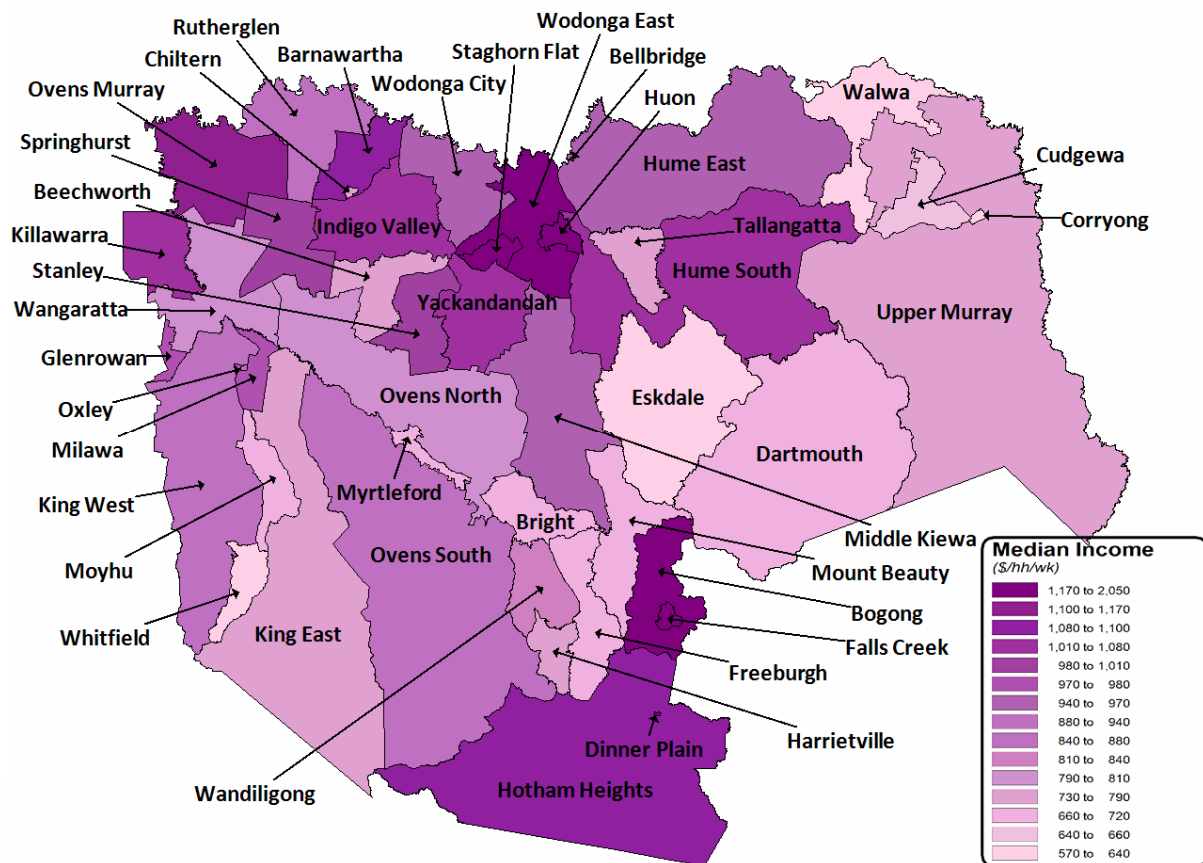 Wodonga East
Rutherglen
Staghorn Flat
Bellbridge
Barnawartha
Chiltern
Wodonga City
Huon
Ovens Murray
Walwa
Springhurst
Hume East
Cudgewa
Beechworth
Corryong
Indigo Valley
Tallangatta
Killawarra
Stanley
Hume South
Yackandandah
Wangaratta
Upper Murray
Glenrowan
Ovens North
Eskdale
Oxley
Milawa
Dartmouth
Myrtleford
King West
Bright
Middle Kiewa
Ovens South
Moyhu
Mount Beauty
Bogong
Whitfield
King East
Falls Creek
Freeburgh
Harrietville
Dinner Plain
Wandiligong
Hotham Heights
Median Income
($/hh/wk)
1,170 to 2,050
1,100 to 1,170
1,080 to 1,100
1,010 to 1,080
980 to 1,010
970 to 980
940 to 970
880 to 940
840 to 880
810 to 840
790 to 810
730 to 790
660 to 720
640 to 660
570 to 640